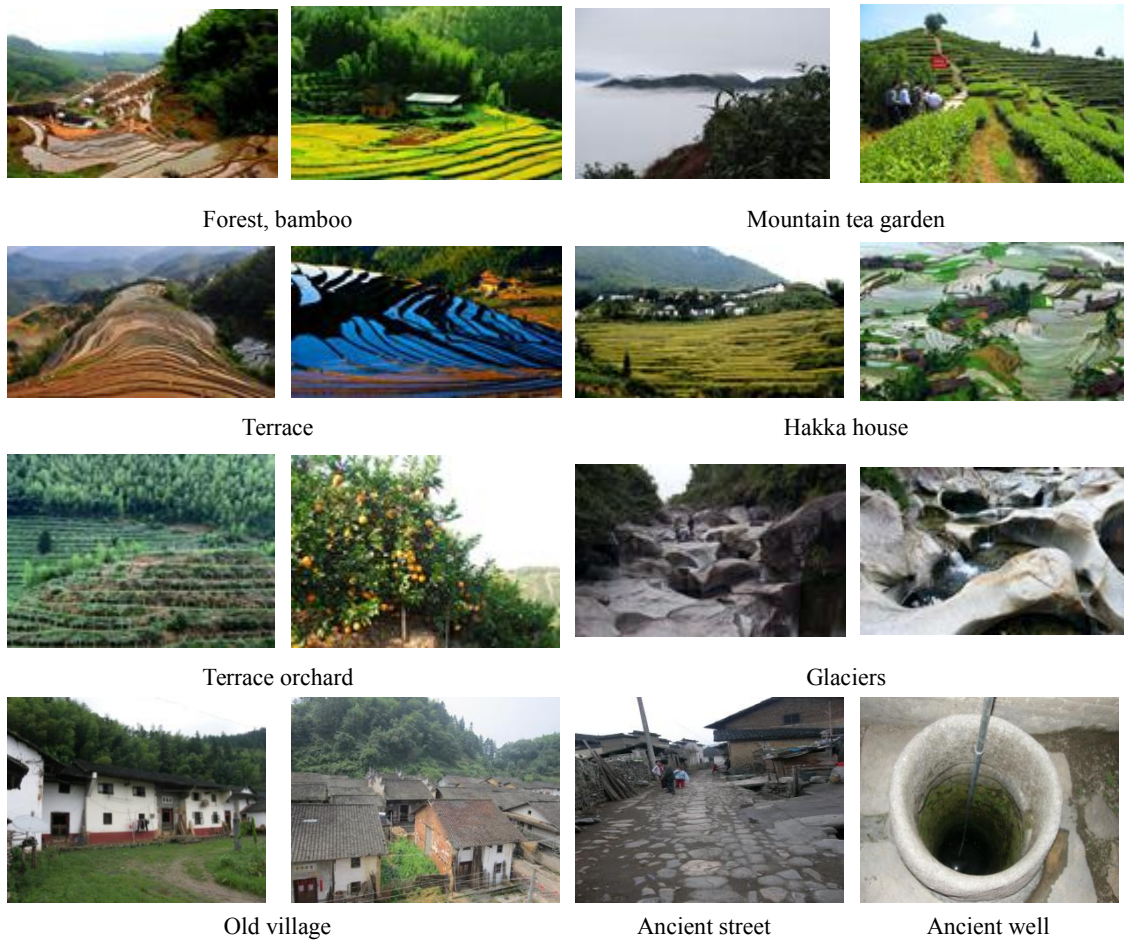 Forest, bamboo
Mountain tea garden
Terrace
Hakka house
Terrace orchard
Glaciers
Old village
Ancient street
Ancient well